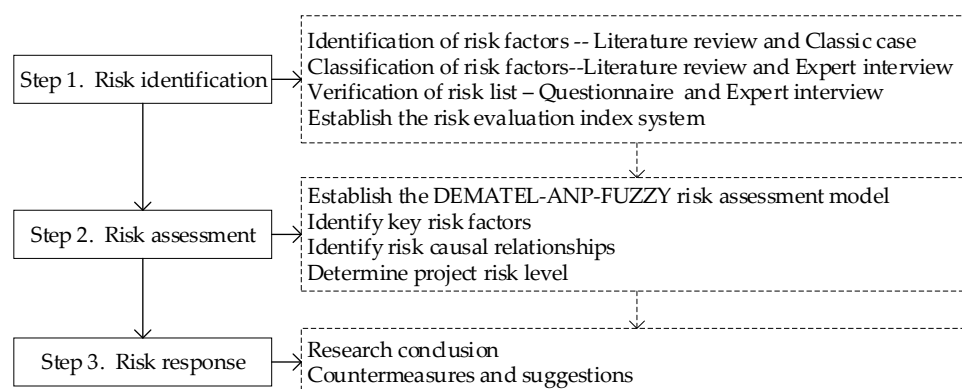 Step 1. Risk identification
Identification of risk factors -- Literature review and Classic case
Classification of risk factors--Literature review and Expert interview
Verification of risk list – Questionnaire and Expert interview
Establish the risk evaluation index system
Step 2. Risk assessment
Establish the DEMATEL-ANP-FUZZY risk assessment model
Identify key risk factors
Identify risk causal relationships
Determine project risk level
Step 3. Risk response
Research conclusion
Countermeasures and suggestions